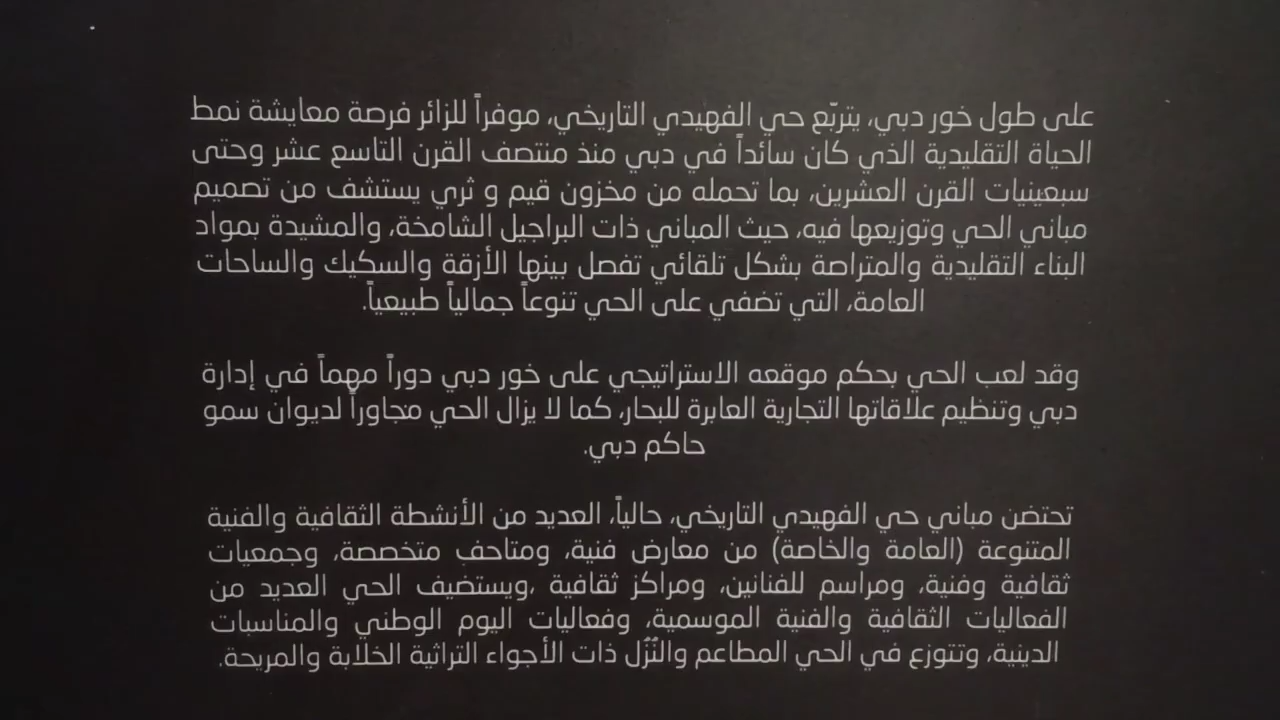 على طول خور دبي، يتربّع حي الفهيدي التاريخي، موفراً للزائر فرصة معايشة نمط
الحياة التقليدية الذي كان سائداً في دبي منذ منتصف القرن التاسع عشر وحتى
سبعينيات القرن العشرين، بما تحمله من مخزون قيم و ثري يستشف من تصميم
مباني الحي وتوزيعها فيه، حيث المباني ذات البراجيل الشامخة، والمشيدة بمواد
البناء التقليدية والمتراصة بشكل تلقائي تفصل بينها الأزقة والسكيك والساحات
العامة، التي تضفي على الحي تنوعاً جمالياً طبيعياً.
وقد لعب الحي بحكم موقعه الاستراتيجي على خور دبي دوراً مهماً في إدارة
دبي وتنظيم علاقاتها التجارية العابرة للبحار، كما لا يزال الحي مجاوراً لديوان سمو
حاكم دبي.
تحتضن مباني حي الفهيدي التاريخي، حالياً، العديد من الأنشطة الثقافية والفنية
المتنوعة (العامة والخاصة) من معارض فنية، ومتاحف متخصصة، وجمعيات
ثقافية وفنية، ومراسم للفنانين، ومراكز ثقافية ،ويستضيف الحي العديد من
الفعاليات الثقافية والفنية الموسمية، وفعاليات اليوم الوطني والمناسبات
الدينية، وتتوزع في الحي المطاعم والنُزُل ذات الأجواء التراثية الخلابة والمريحة.